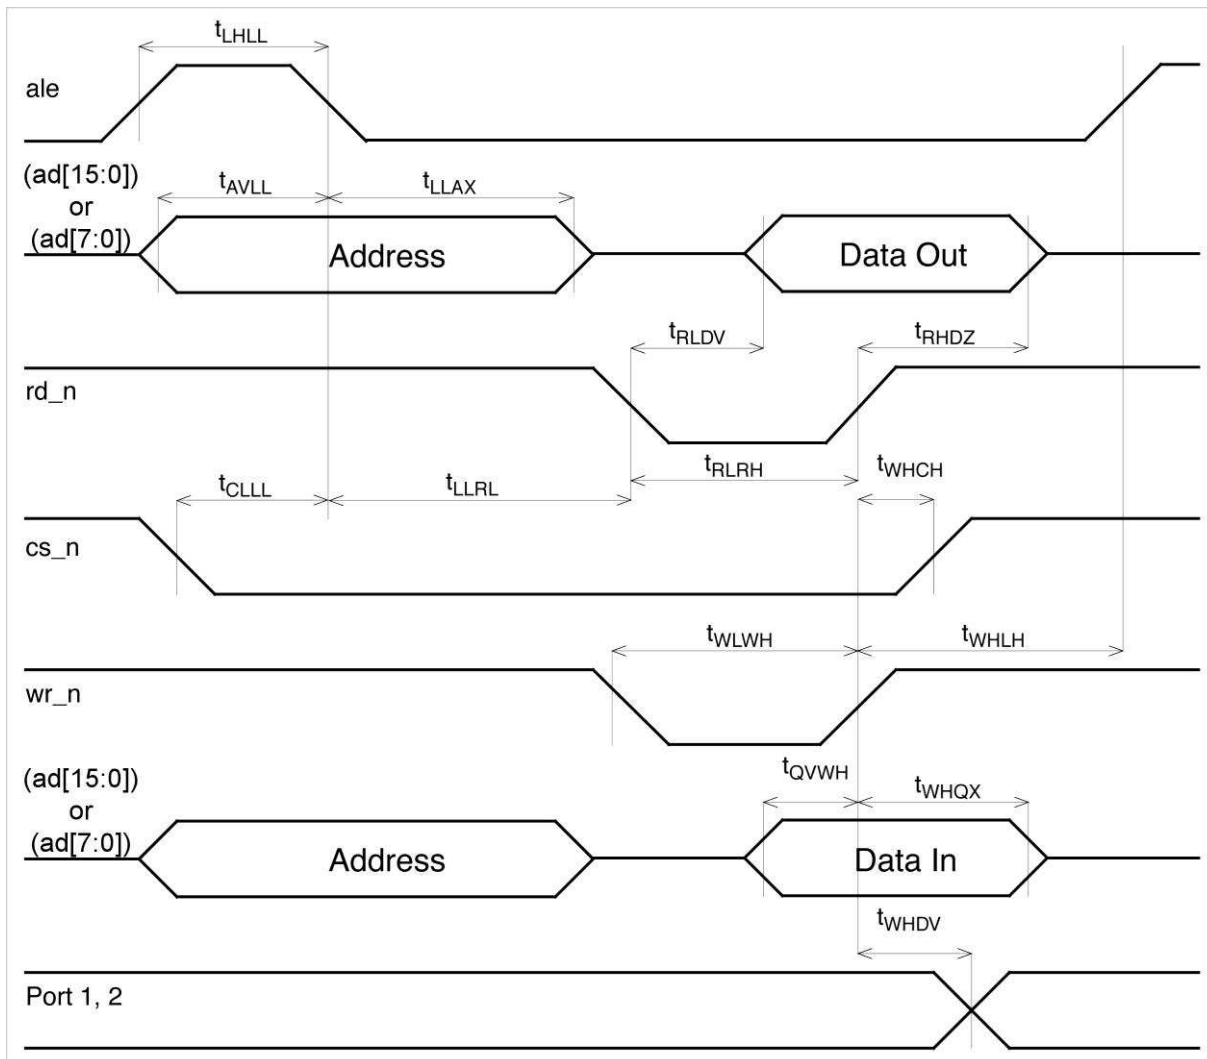 tLHLL
ale
(ad[15:0])
or
(ad[7:0])
tAVLL tLLAX
Address Data Out
tRLDV tRHDZ
rd_n
tRLRH tWHCH
tCLLL tLLRL
cs_n
tWLWH tWHLH
wr_n
(ad[15:0])
or
(ad[7:0])
tQVWH tWHQX
Address Data In
tWHDV
Port 1, 2